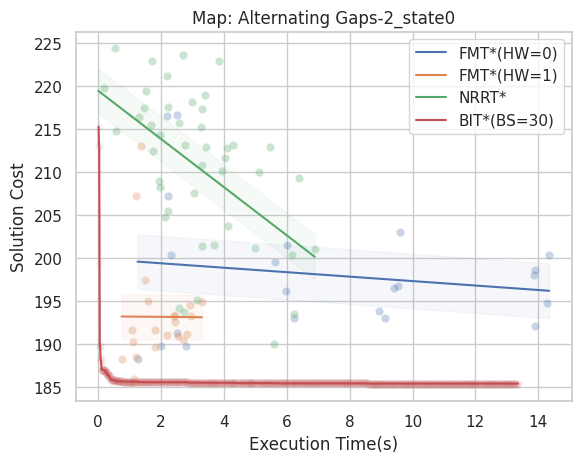 Map: Alternating Gaps-2_state0
FMT*(HW=0)
FMT*(HW=1)
NRRT*
BIT*(BS=30)
Solution Cost
225
220
215
210
205
200
195
190
185
0 2 4 6 8 10 12 14
Execution Time(s)